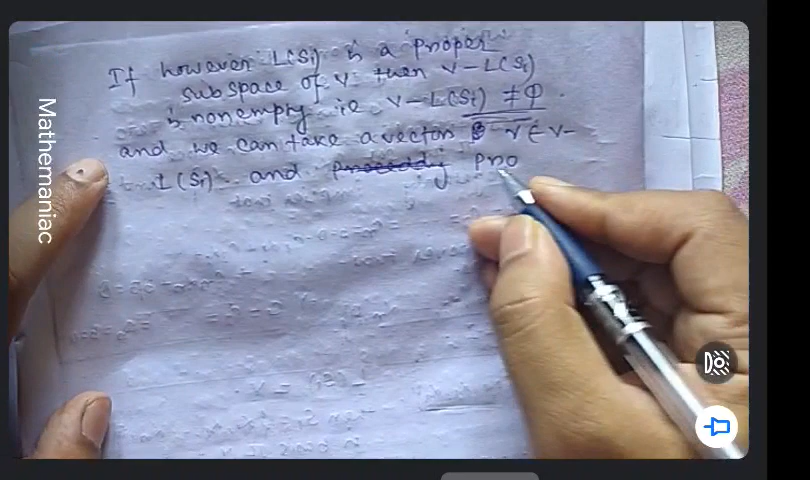 If however L(S1) is a proper
subspace of V then V-L(S1)
is nonempty ie V-L(S1) ≠ Φ.
and we can take a vector r ∈ V-
L(S1) and pro
Mathemaniac